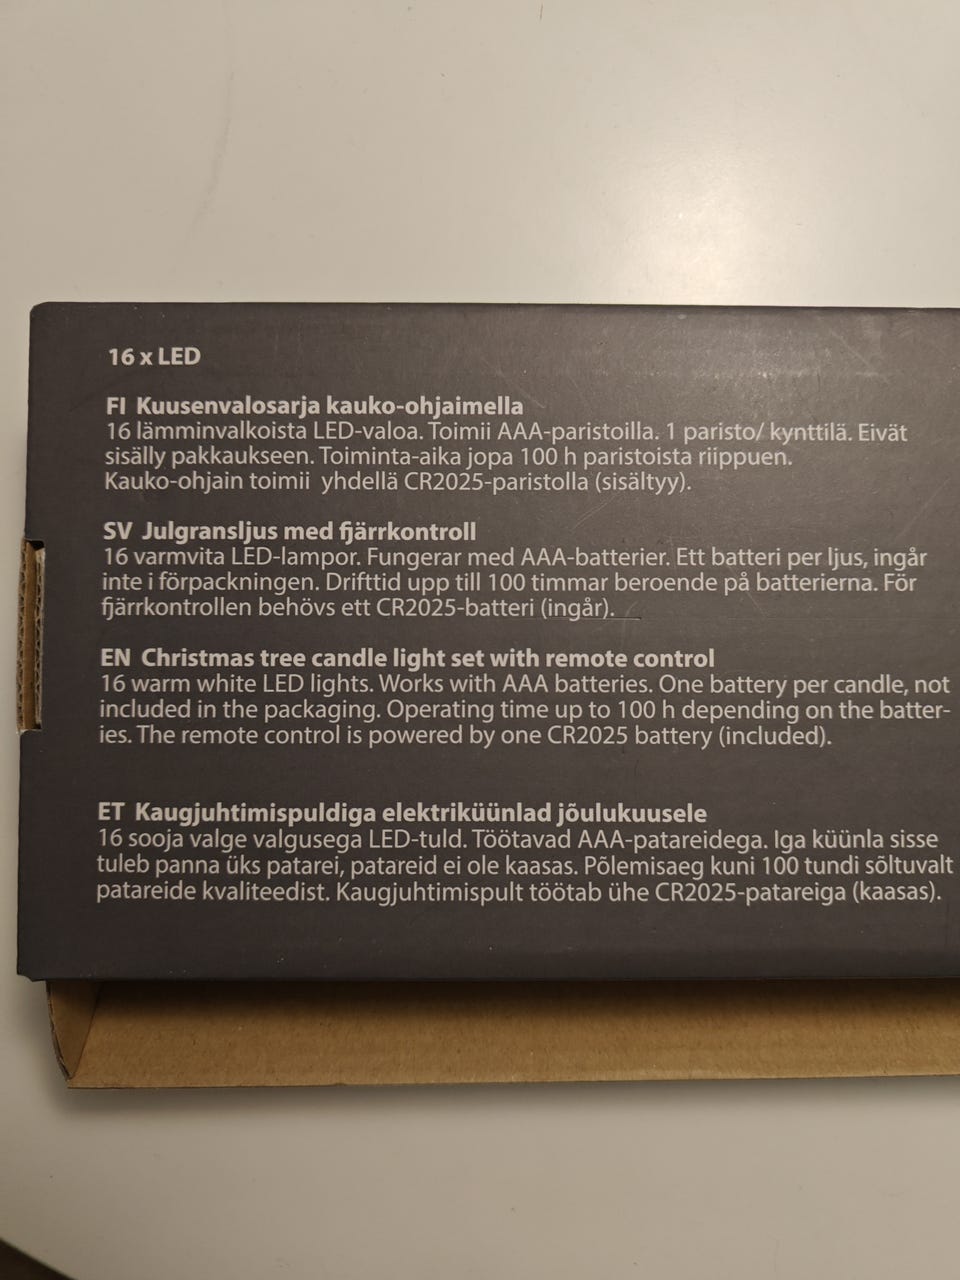 16 x LED
FI Kuusenvalosarja kauko-ohjaimella
16 lämminvalkoista LED-valoa. Toimii AAA-paristoilla. 1 paristo/ kynttilä. Eivät
sisälly pakkaukseen. Toiminta-aika jopa 100 h paristoista riippuen.
Kauko-ohjain toimii yhdellä CR2025-paristolla (sisältyy).
SV Julgransljus med fjärrkontroll
16 varmvita LED-lampor. Fungerar med AAA-batterier. Ett batteri per ljus, ingår
inte i förpackningen. Drifttid upp till 100 timmar beroende på batterierna. För
fjärrkontrollen behövs ett CR2025-batteri (ingår).
EN Christmas tree candle light set with remote control
16 warm white LED lights. Works with AAA batteries. One battery per candle, not
included in the packaging. Operating time up to 100 h depending on the batter-
ies. The remote control is powered by one CR2025 battery (included).
ET Kaugjuhtimispuldiga elektriküünlad jõulukuusele
16 sooja valge valgusega LED-tuld. Töötavad AAA-patareidega. Iga küünla sisse
tuleb panna üks patarei, patareid ei ole kaasas. Põlemisaeg kuni 100 tundi sõltuvalt
patareide kvaliteedist. Kaugjuhtimispult töötab ühe CR2025-patareiga (kaasas).